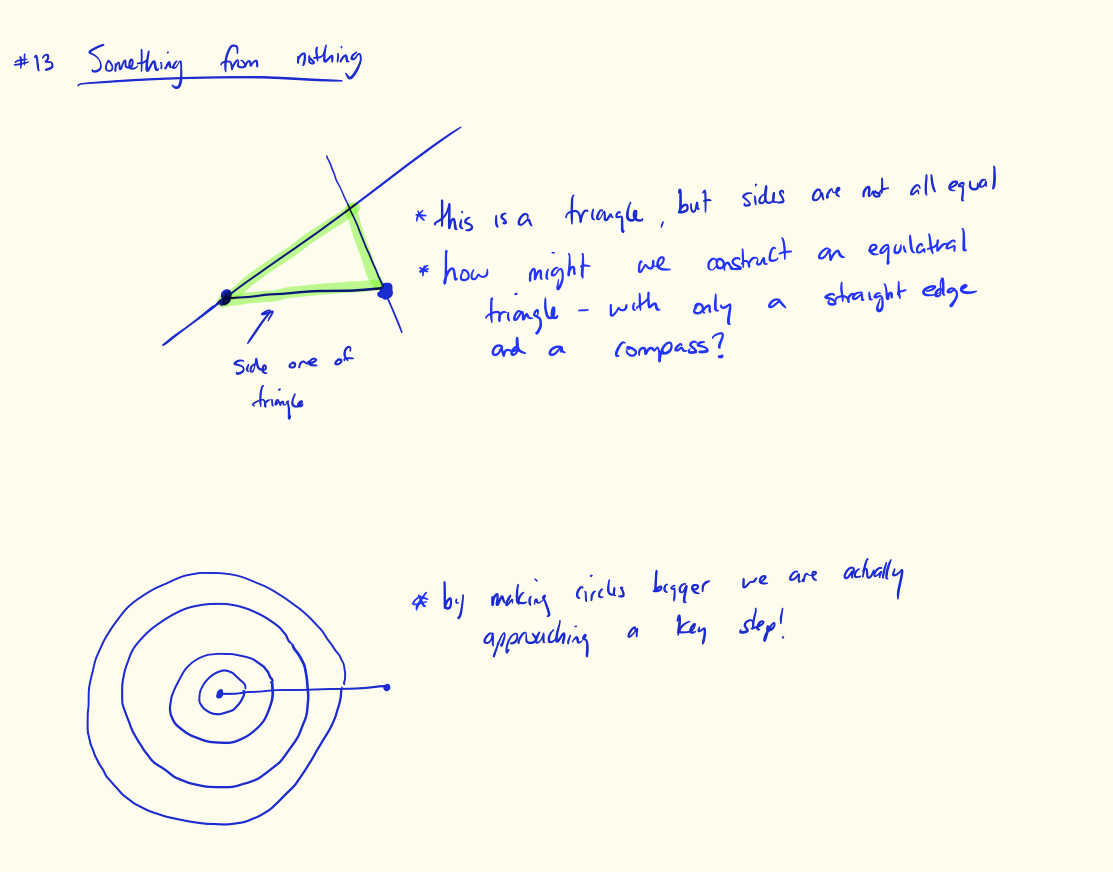 #13 Something from nothing
* this is a triangle, but sides are not all equal
* how might we construct an equilatral
triangle - with only a straight edge
and a compass?
side one of
triangle
* by making circles bigger we are actually
approaching a key step!